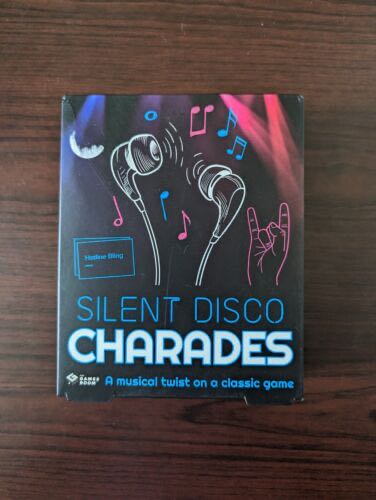 Hotline Bling
SILENT DISCO
CHARADES
THE
GAMES
ROOM
A musical twist on a classic game